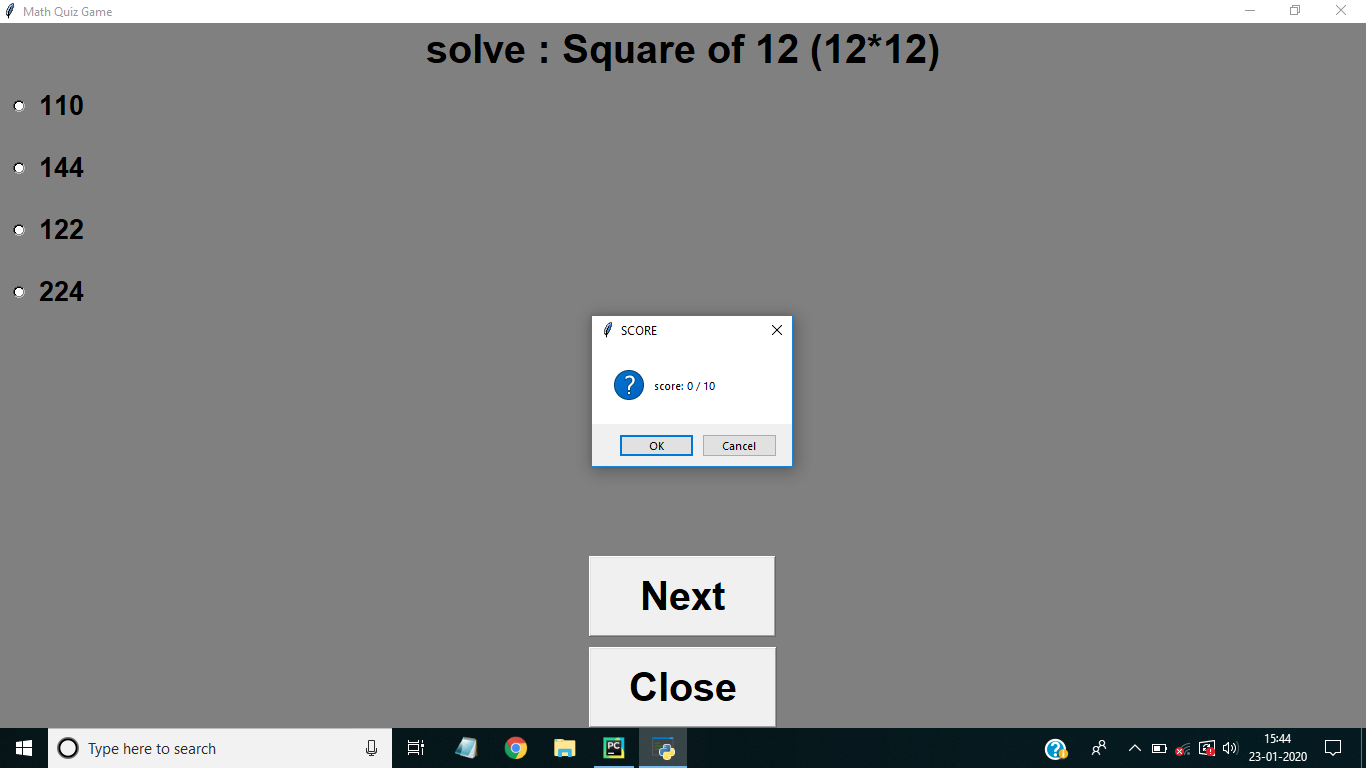 Math Quiz Game
solve : Square of 12 (12*12)
110
144
122
224
SCORE
score: 0 / 10
OK Cancel
Next
Close
Type here to search
PC
15:44
23-01-2020